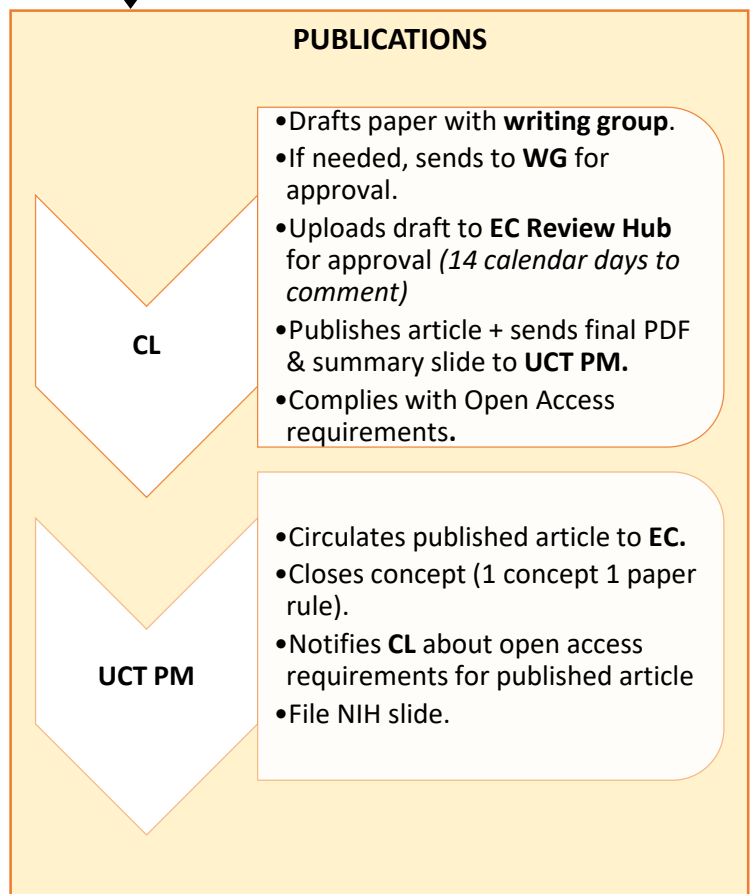 PUBLICATIONS
CL
•Drafts paper with writing group.
•If needed, sends to WG for
approval.
•Uploads draft to EC Review Hub
for approval (14 calendar days to
comment)
•Publishes article + sends final PDF
& summary slide to UCT PM.
•Complies with Open Access
requirements.
UCT PM
•Circulates published article to EC.
•Closes concept (1 concept 1 paper
rule).
•Notifies CL about open access
requirements for published article
•File NIH slide.